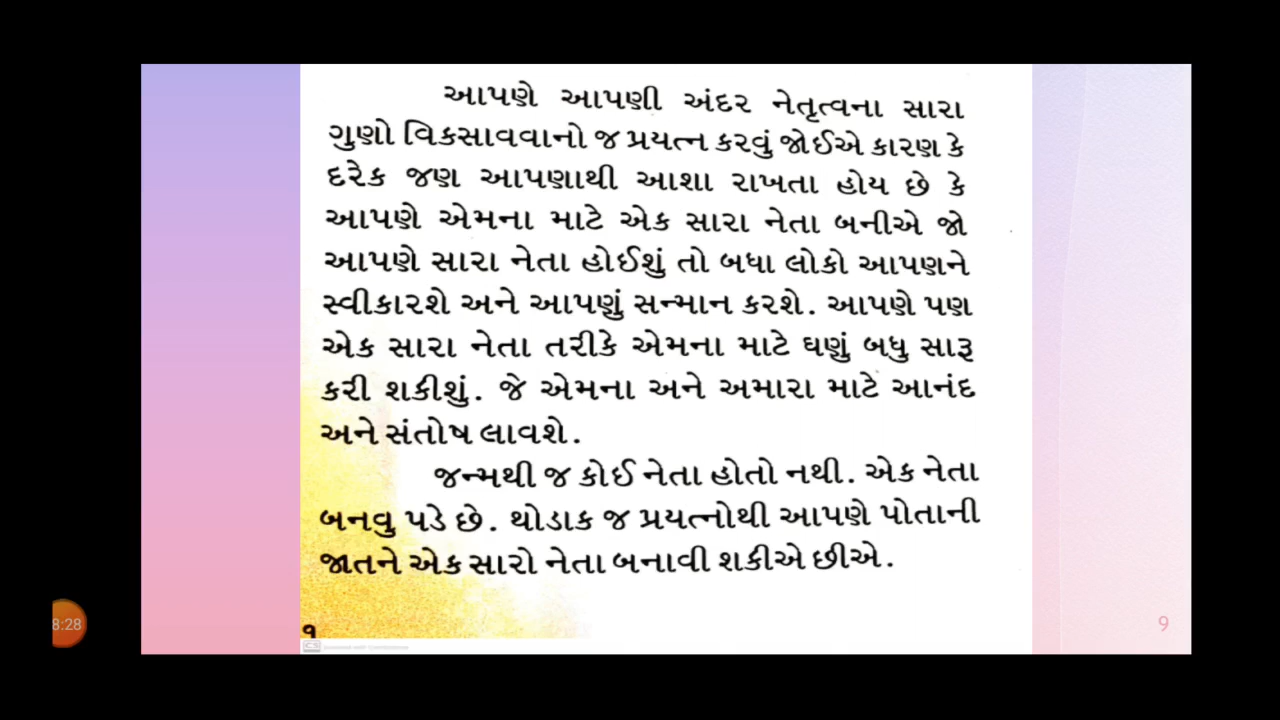 આપણે આપણી અંદર નેતૃત્વના સારા
ગુણો વિકસાવવાનો જ પ્રયત્ન કરવું જોઈએ કારણ કે
દરેક જણ આપણાથી આશા રાખતા હોય છે કે
આપણે એમના માટે એક સારા નેતા બનીએ જો
આપણે સારા નેતા હોઈશું તો બધા લોકો આપણને
સ્વીકારશે અને આપણું સન્માન કરશે. આપણે પણ
એક સારા નેતા તરીકે એમના માટે ઘણું બધુ સારૂ
કરી શકીશું. જે એમના અને અમારા માટે આનંદ
અને સંતોષ લાવશે.
જન્મથી જ કોઈ નેતા હોતો નથી. એક નેતા
બનવુ પડે છે. થોડાક જ પ્રયત્નોથી આપણે પોતાની
જાતને એક સારો નેતા બનાવી શકીએ છીએ.
8:28
9
૧
CS